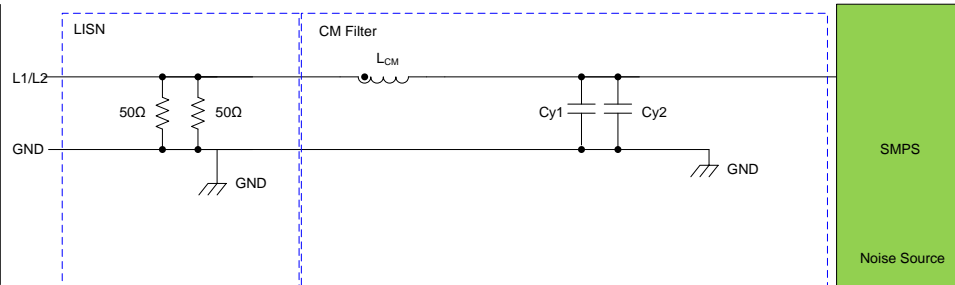 LISN
CM Filter
LCM
L1/L2
50Ω
50Ω
Cy1
Cy2
GND
GND
GND
SMPS
Noise Source